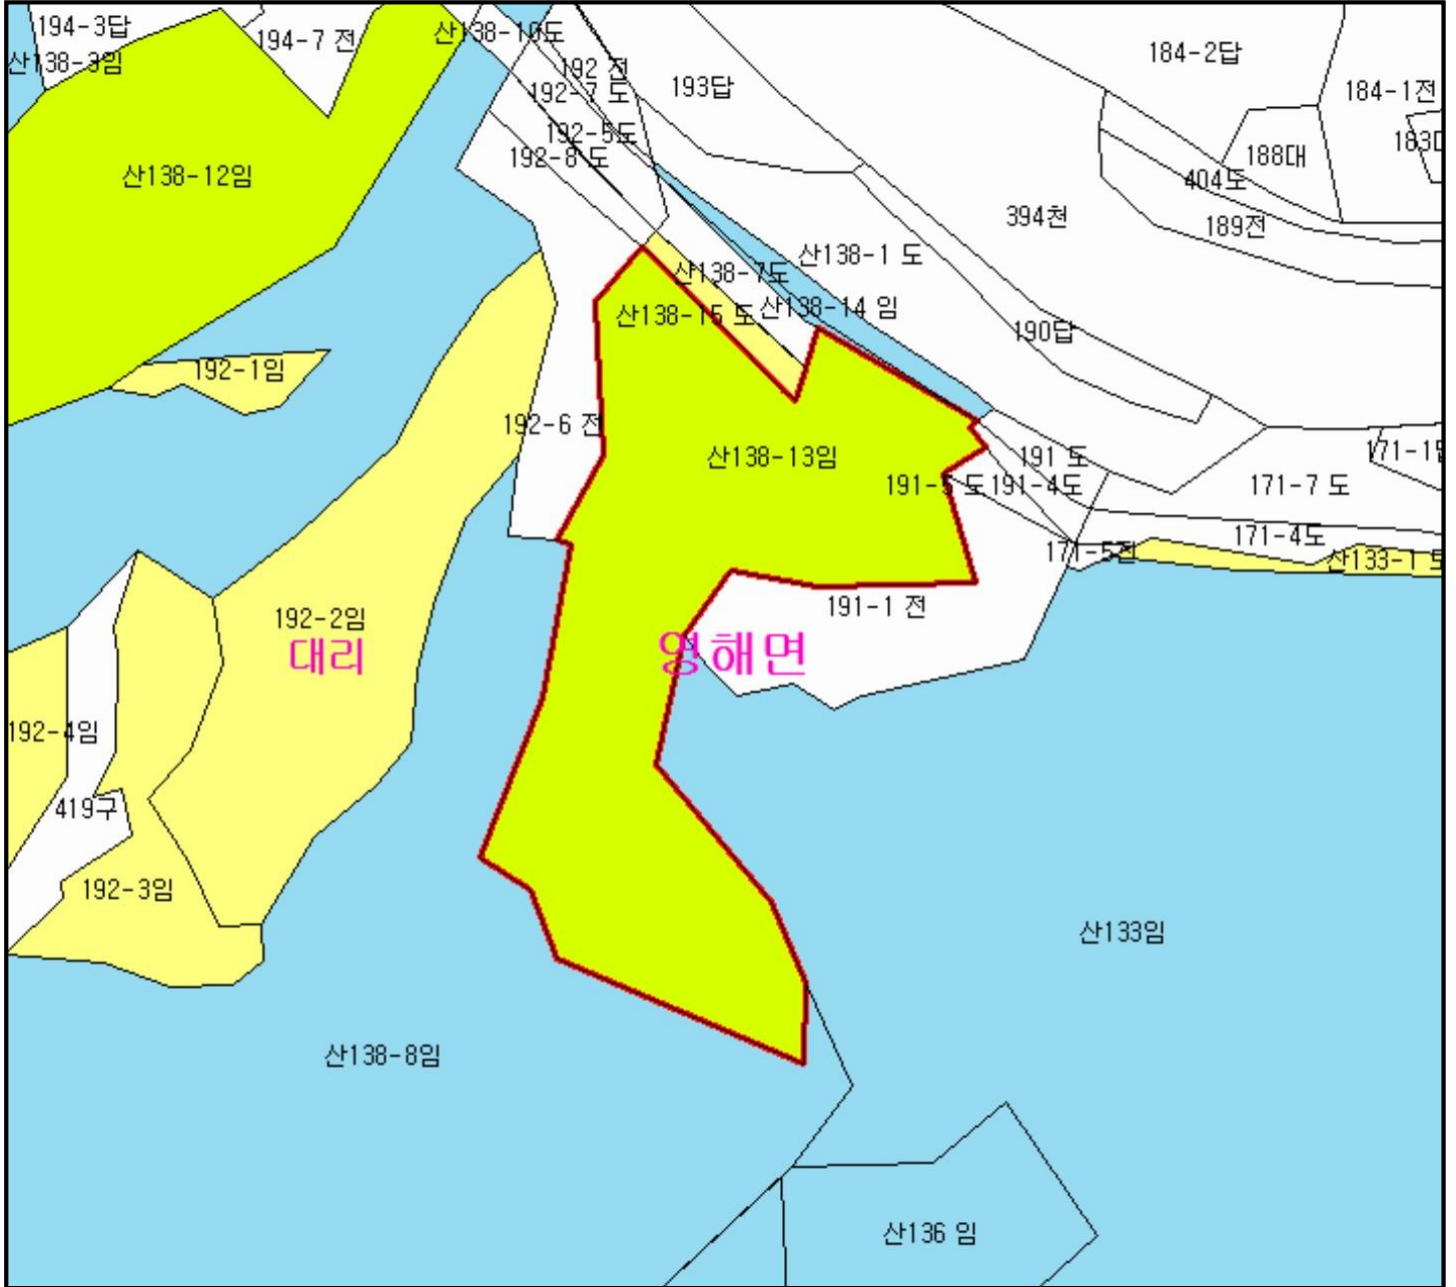 194-3답
산138-10도
194-7 전
192 전
184-2답
산138-3임
193답
192-7 도
184-1전
192-5도
183
192-8 도
188대
산138-12임
404도
394천
189전
산138-1 도
산138-7도
산138-14 임
산138-15 도
190답
192-1임
192-6 전
171-1
산138-13임
191 도
191-5 도
191-4도
171-7 도
171-4도
171-5전
산133-1 도
191-1 전
192-2임
대리
영해면
192-4임
419구
192-3임
산133임
산138-8임
산136 임